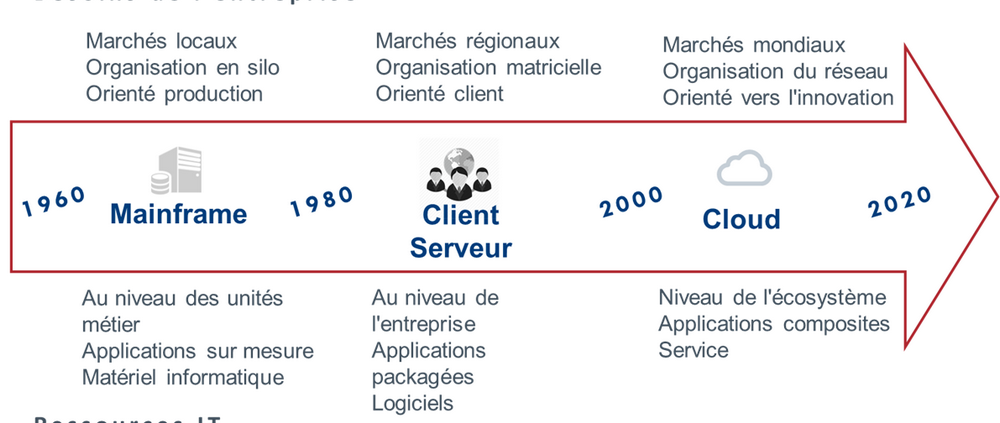 Marchés locaux
Organisation en silo
Orienté production
Marchés régionaux
Organisation matricielle
Orienté client
Marchés mondiaux
Organisation du réseau
Orienté vers l'innovation
1960
Mainframe
1980
Client
Serveur
2000
Cloud
2020
Au niveau des unités
métier
Applications sur mesure
Matériel informatique
Au niveau de
l'entreprise
Applications
packagées
Logiciels
Niveau de l'écosystème
Applications composites
Service
Ressources IT